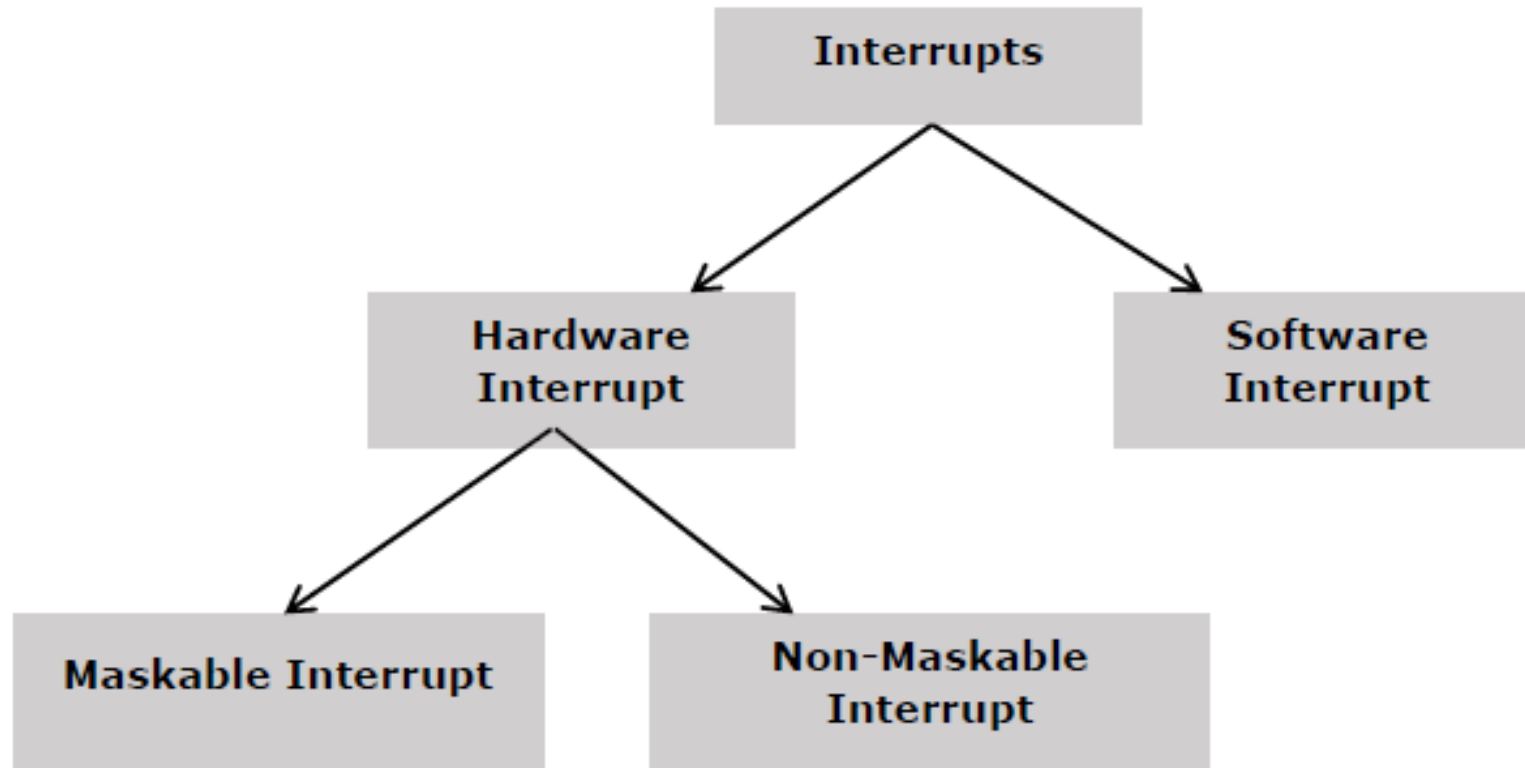 Interrupts
Hardware
Interrupt
Software
Interrupt
Maskable Interrupt
Non-Maskable
Interrupt